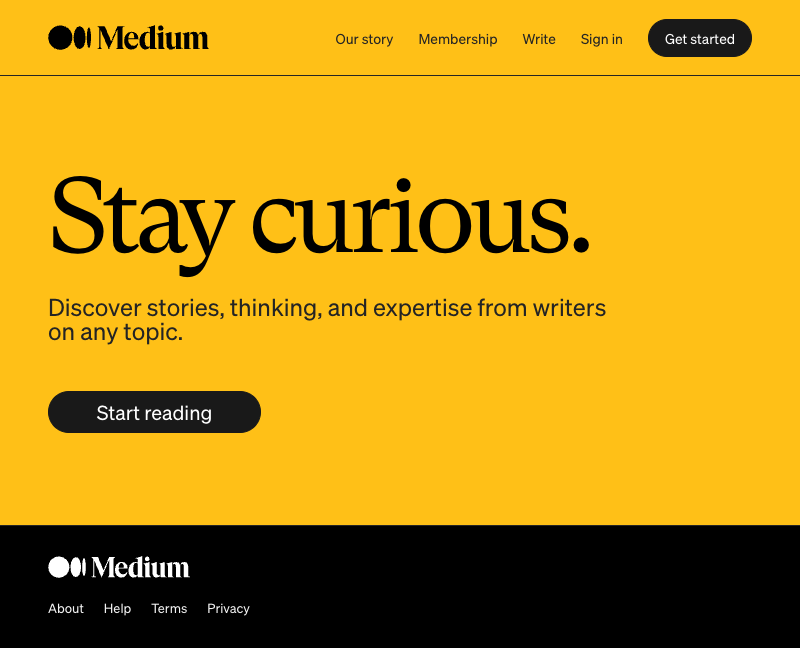 Medium
Our story Membership Write Sign in Get started
Stay curious.
Discover stories, thinking, and expertise from writers
on any topic.
Start reading
Medium
About Help Terms Privacy